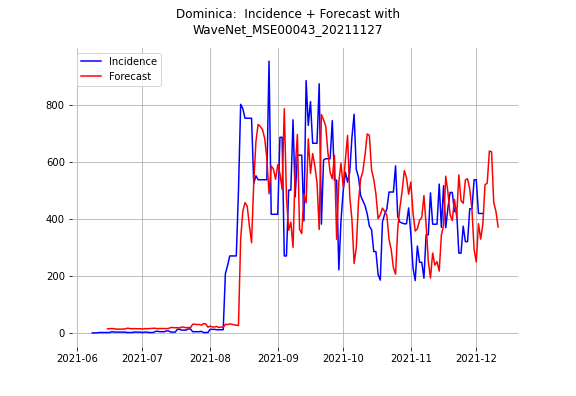 Dominica:  Incidence + Forecast with
WaveNet_MSE00043_20211127
Incidence
Forecast
800
600
400
200
0
2021-06 2021-07 2021-08 2021-09 2021-10 2021-11 2021-12